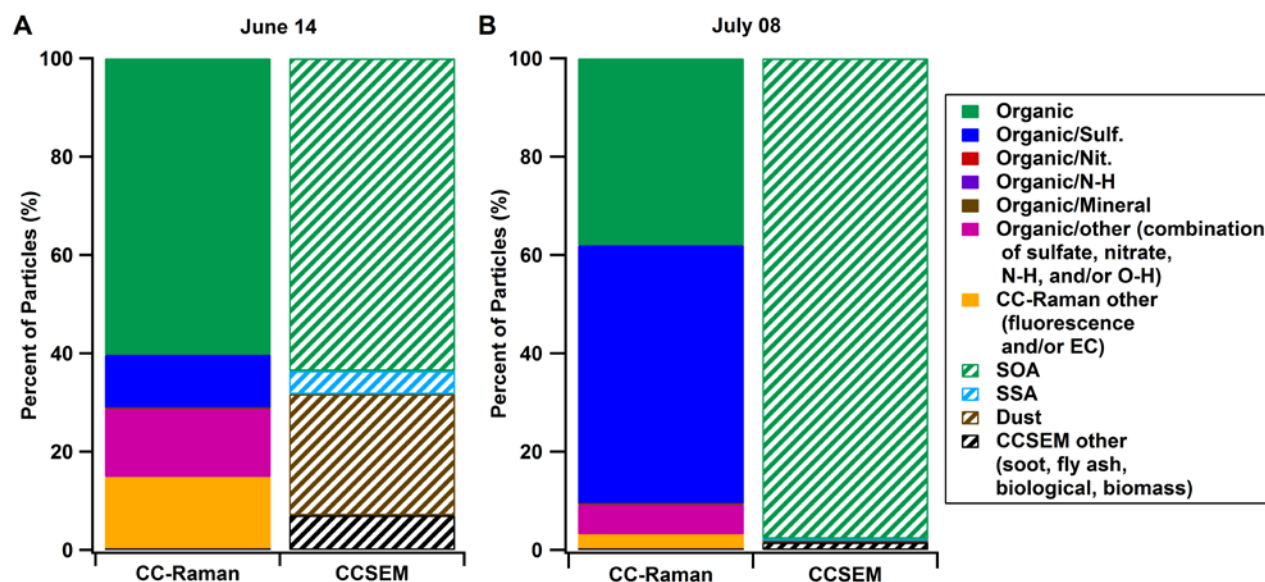 A
June 14
Percent of Particles (%)
100
80
60
40
20
0
CC-Raman
CCSEM
B
July 08
Percent of Particles (%)
100
80
60
40
20
0
CC-Raman
CCSEM
Organic
Organic/Sulf.
Organic/Nit.
Organic/N-H
Organic/Mineral
Organic/other (combination
of sulfate, nitrate,
N-H, and/or O-H)
CC-Raman other
(fluorescence
and/or EC)
SOA
SSA
Dust
CCSEM other
(soot, fly ash,
biological, biomass)